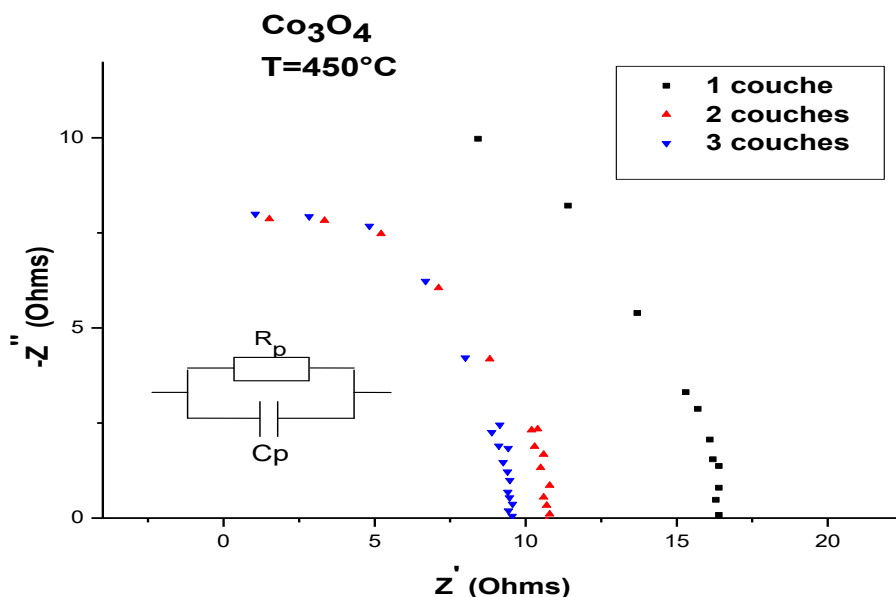 Co₃O₄
T=450°C
1 couche
2 couches
3 couches
10
5
0
-Z'' (Ohms)
R_p
Cp
0 5 10 15 20
Z' (Ohms)